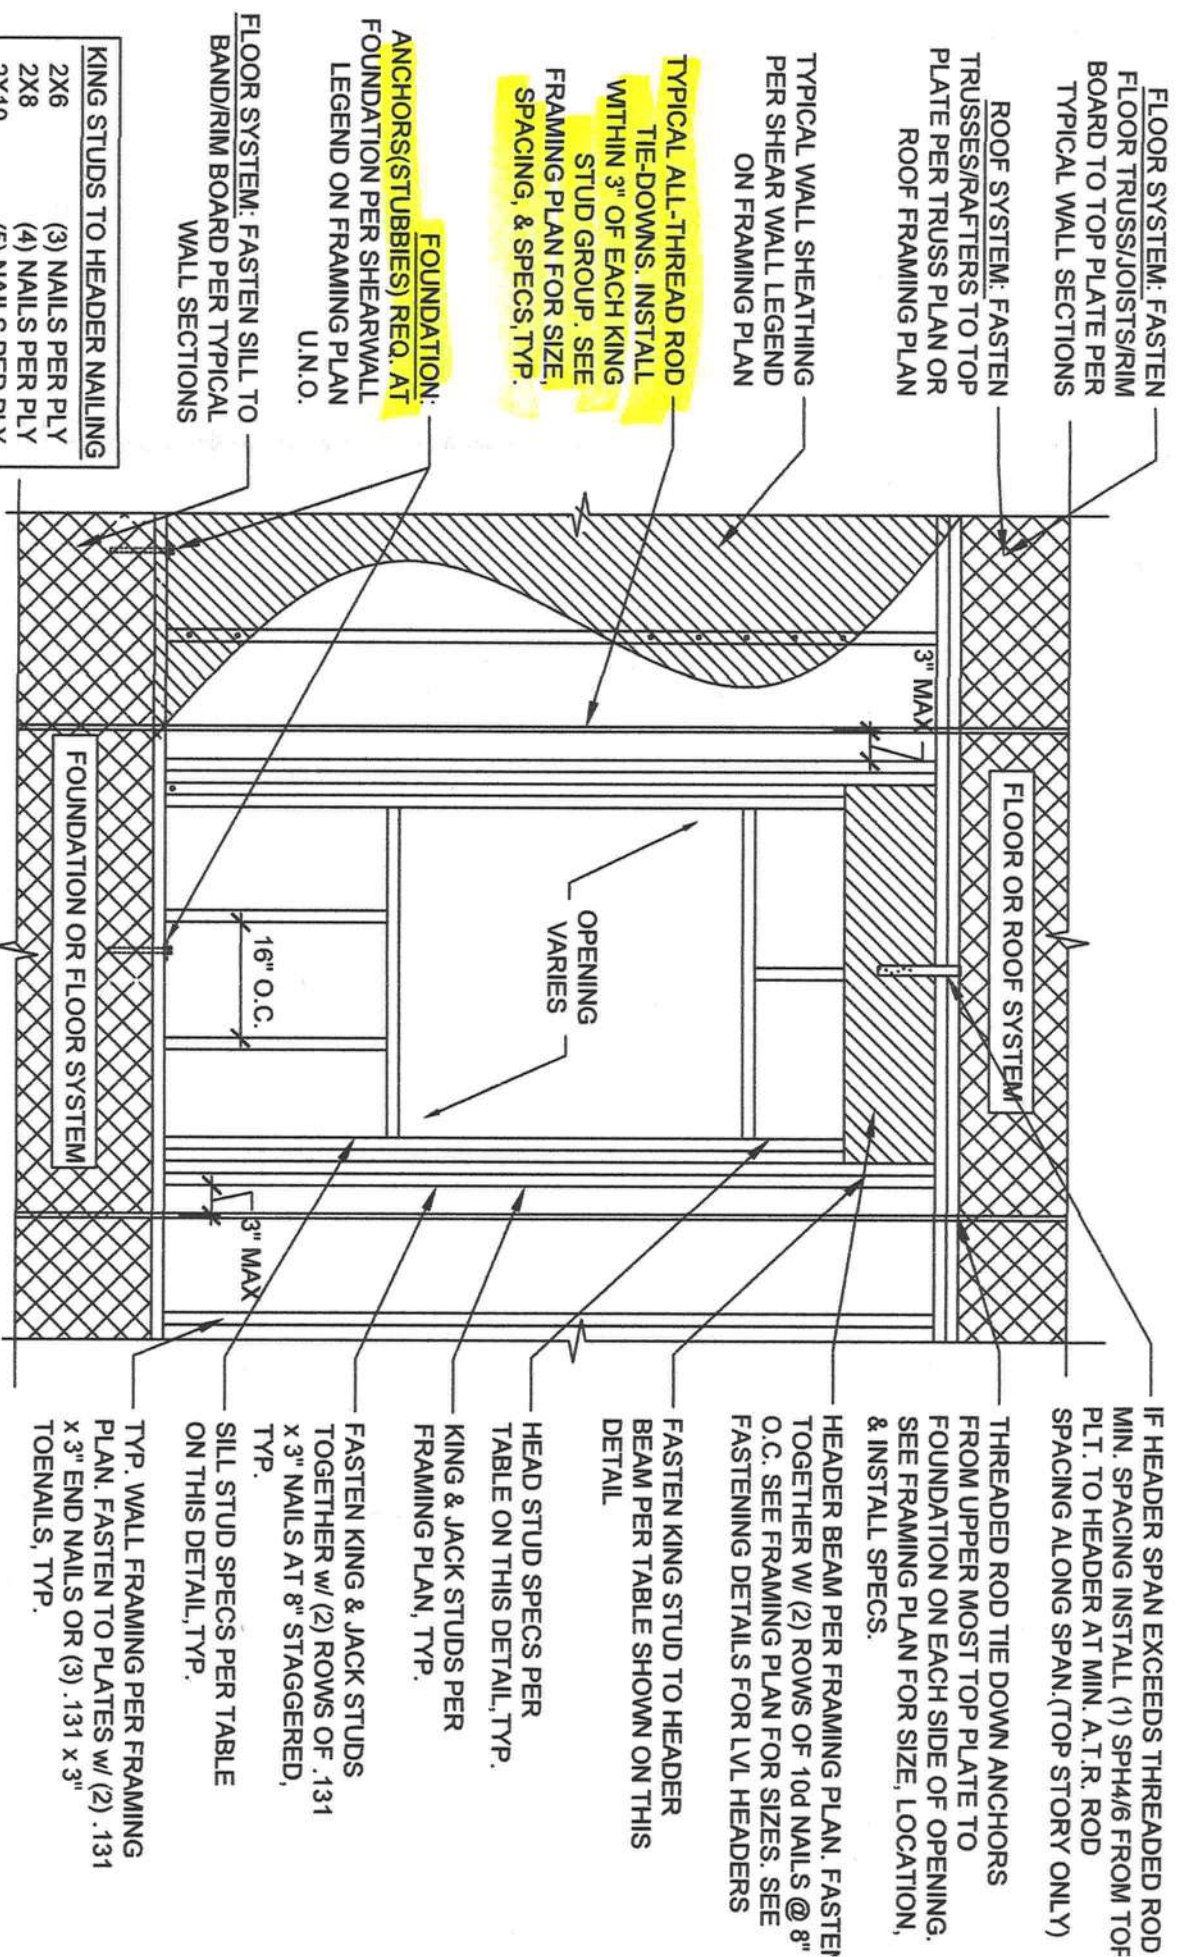 FLOOR SYSTEM: FASTEN
FLOOR TRUSS/JOISTS/RIM
BOARD TO TOP PLATE PER
TYPICAL WALL SECTIONS
ROOF SYSTEM: FASTEN
TRUSSES/RAFTERS TO TOP
PLATE PER TRUSS PLAN OR
ROOF FRAMING PLAN
TYPICAL WALL SHEATHING
PER SHEAR WALL LEGEND
ON FRAMING PLAN
TYPICAL ALL-THREAD ROD
TIE-DOWNS. INSTALL
WITHIN 3" OF EACH KING
STUD GROUP. SEE
FRAMING PLAN FOR SIZE,
SPACING, & SPECS,TYP.
FOUNDATION:
ANCHORS(STUBBIES) REQ. AT
FOUNDATION PER SHEARWALL
LEGEND ON FRAMING PLAN
U.N.O.
FLOOR SYSTEM: FASTEN SILL TO
BAND/RIM BOARD PER TYPICAL
WALL SECTIONS
KING STUDS TO HEADER NAILING
2X6 (3) NAILS PER PLY
2X8 (4) NAILS PER PLY
2X10 (5) NAILS PER PLY
FLOOR OR ROOF SYSTEM
3" MAX
OPENING
VARIES
16" O.C.
3" MAX
FOUNDATION OR FLOOR SYSTEM
IF HEADER SPAN EXCEEDS THREADED ROD
MIN. SPACING INSTALL (1) SPH4/6 FROM TOP
PLT. TO HEADER AT MIN. A.T.R. ROD
SPACING ALONG SPAN.(TOP STORY ONLY)
THREADED ROD TIE DOWN ANCHORS
FROM UPPER MOST TOP PLATE TO
FOUNDATION ON EACH SIDE OF OPENING.
SEE FRAMING PLAN FOR SIZE, LOCATION,
& INSTALL SPECS.
HEADER BEAM PER FRAMING PLAN. FASTEN
TOGETHER W/ (2) ROWS OF 10d NAILS @ 8"
O.C. SEE FRAMING PLAN FOR SIZES. SEE
FASTENING DETAILS FOR LVL HEADERS
FASTEN KING STUD TO HEADER
BEAM PER TABLE SHOWN ON THIS
DETAIL
HEAD STUD SPECS PER
TABLE ON THIS DETAIL,TYP.
KING & JACK STUDS PER
FRAMING PLAN, TYP.
FASTEN KING & JACK STUDS
TOGETHER w/ (2) ROWS OF .131
x 3" NAILS AT 8" STAGGERED,
TYP.
SILL STUD SPECS PER TABLE
ON THIS DETAIL,TYP.
TYP. WALL FRAMING PER FRAMING
PLAN. FASTEN TO PLATES w/ (2) .131
x 3" END NAILS OR (3) .131 x 3"
TOENAILS, TYP.